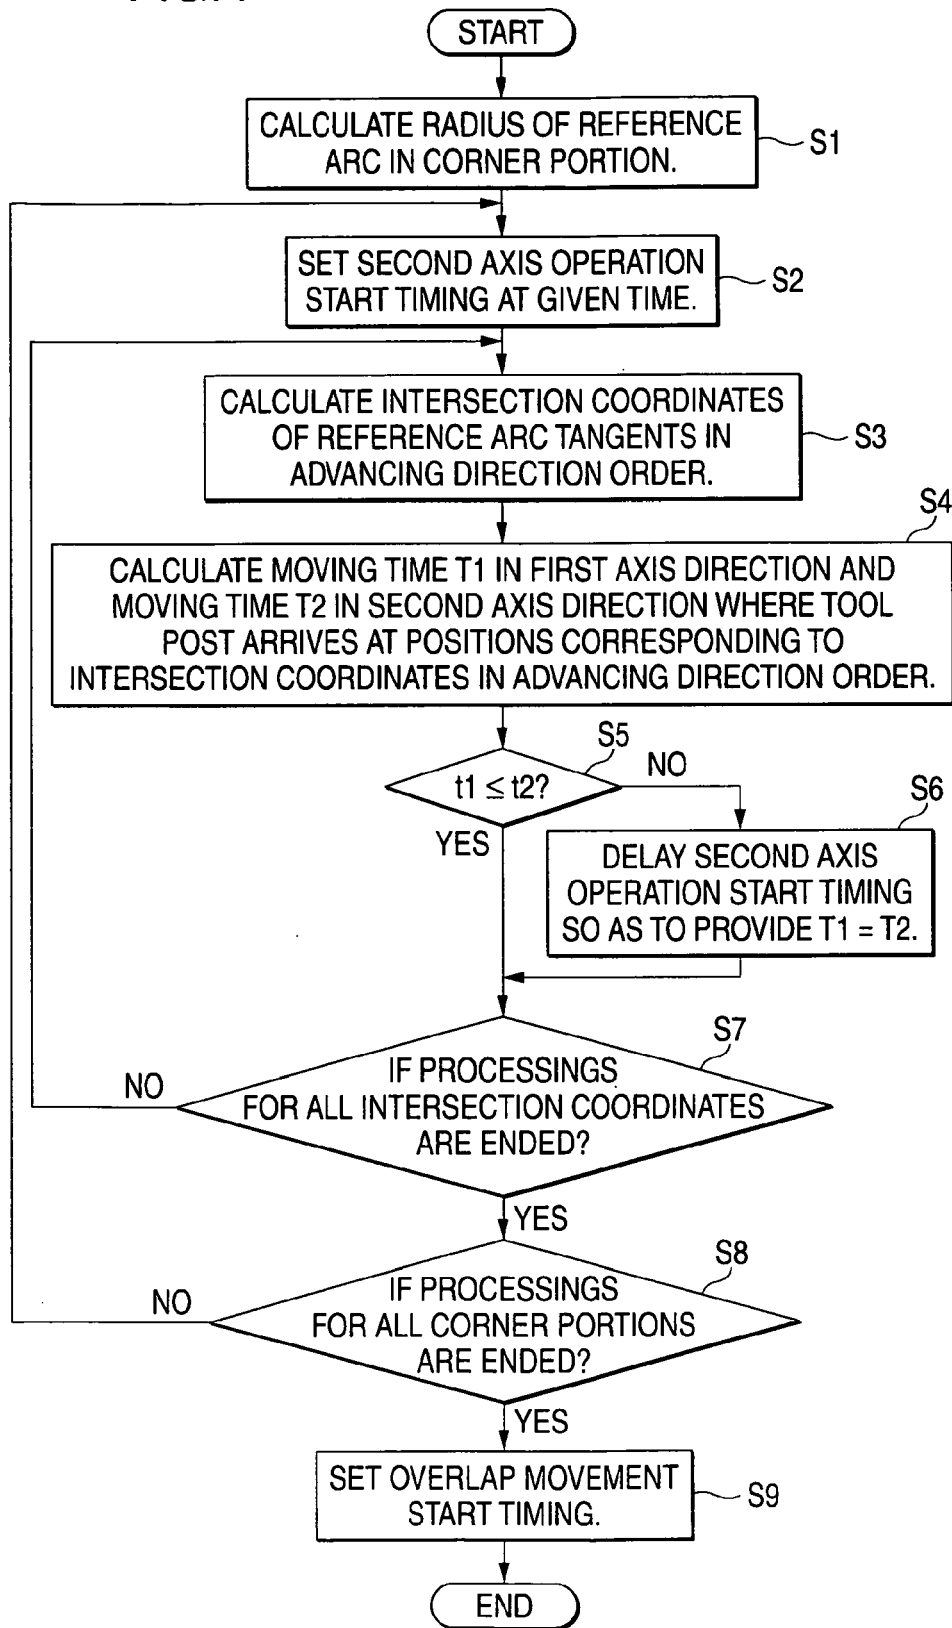 START
CALCULATE RADIUS OF REFERENCE
ARC IN CORNER PORTION.
S1
SET SECOND AXIS OPERATION
START TIMING AT GIVEN TIME.
S2
CALCULATE INTERSECTION COORDINATES
OF REFERENCE ARC TANGENTS IN
ADVANCING DIRECTION ORDER.
S3
S4
CALCULATE MOVING TIME T1 IN FIRST AXIS DIRECTION AND
MOVING TIME T2 IN SECOND AXIS DIRECTION WHERE TOOL
POST ARRIVES AT POSITIONS CORRESPONDING TO
INTERSECTION COORDINATES IN ADVANCING DIRECTION ORDER.
S5
t1 ≤ t2?
NO
YES
S6
DELAY SECOND AXIS
OPERATION START TIMING
SO AS TO PROVIDE T1 = T2.
S7
IF PROCESSINGS
FOR ALL INTERSECTION COORDINATES
ARE ENDED?
NO
YES
S8
IF PROCESSINGS
FOR ALL CORNER PORTIONS
ARE ENDED?
NO
YES
SET OVERLAP MOVEMENT
START TIMING.
S9
END